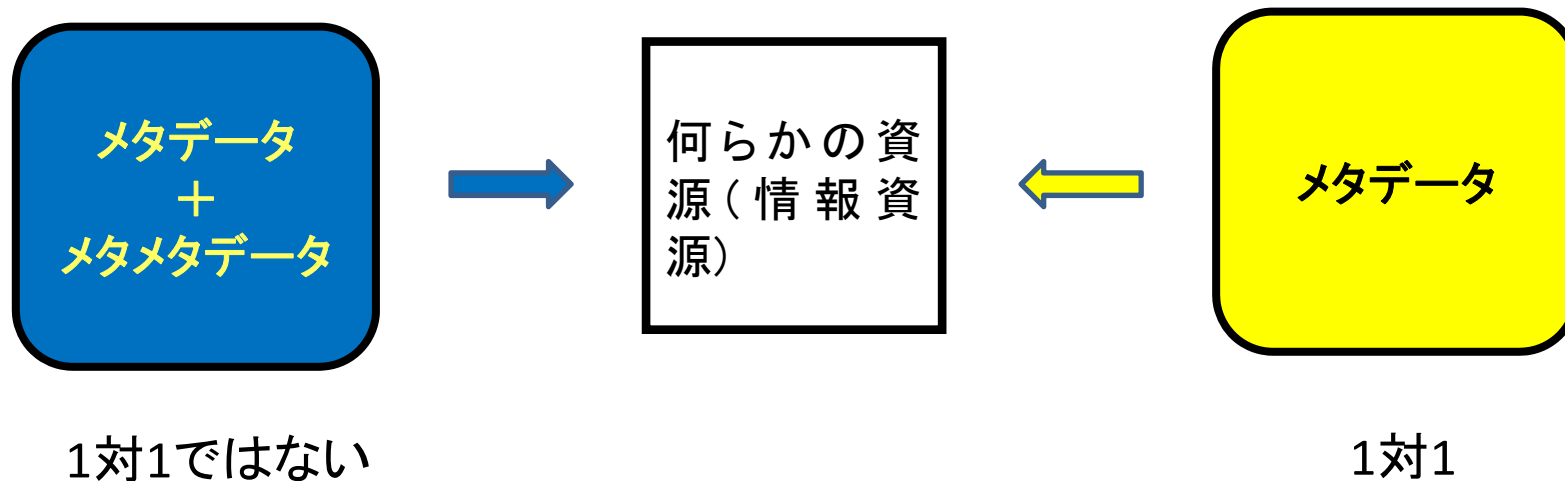 メタデータ
＋
メタメタデータ
何らかの資
源（情報資
源）
メタデータ
1対1ではない
1対1